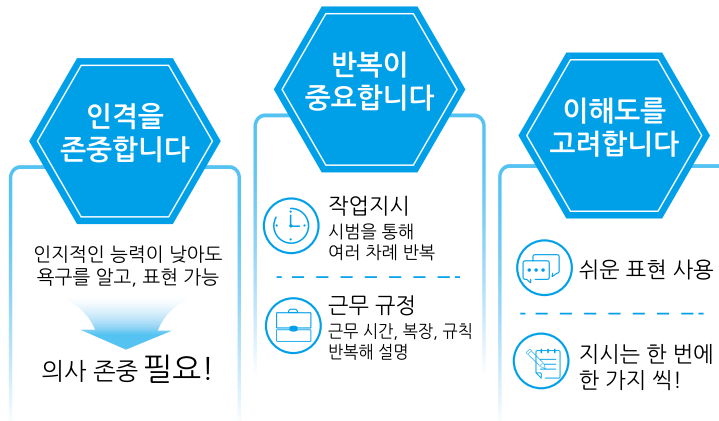 인격을
존중합니다
인지적인 능력이 낮아도
욕구를 알고, 표현 가능
의사 존중 필요!
반복이
중요합니다
작업지시
시범을 통해
여러 차례 반복
근무 규정
근무 시간, 복장, 규칙
반복해 설명
이해도를
고려합니다
쉬운 표현 사용
지시는 한 번에
한 가지 씩!